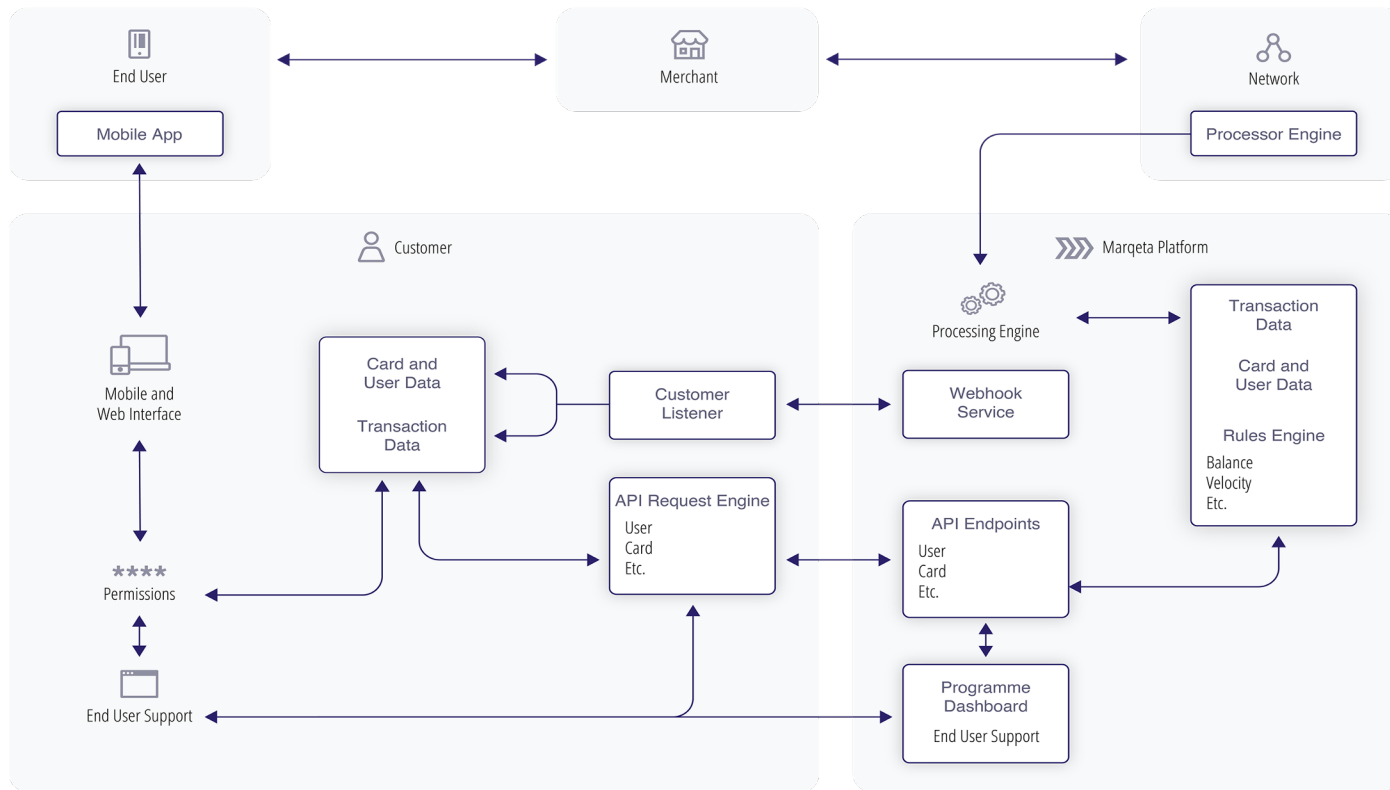 End User
Mobile App
Merchant
Network
Processor Engine
Customer
Mobile and
Web Interface
****
Permissions
End User Support
Card and
User Data
Transaction
Data
Customer
Listener
API Request Engine
User
Card
Etc.
Marqeta Platform
Processing Engine
Webhook
Service
API Endpoints
User
Card
Etc.
Programme
Dashboard
End User Support
Transaction
Data
Card and
User Data
Rules Engine
Balance
Velocity
Etc.